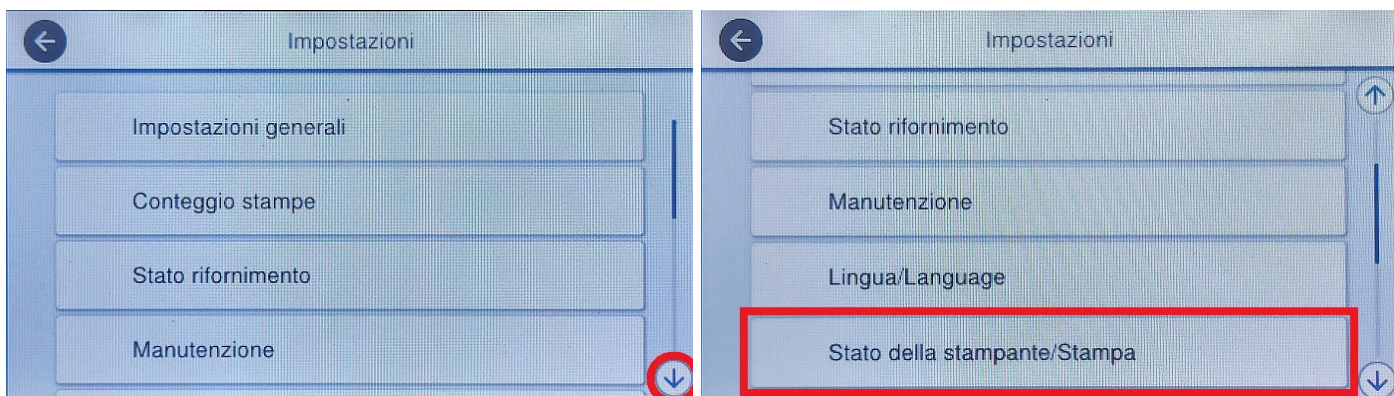 Impostazioni
Impostazioni generali
Conteggio stampe
Stato rifornimento
Manutenzione
Impostazioni
Stato rifornimento
Manutenzione
Lingua/Language
Stato della stampante/Stampa